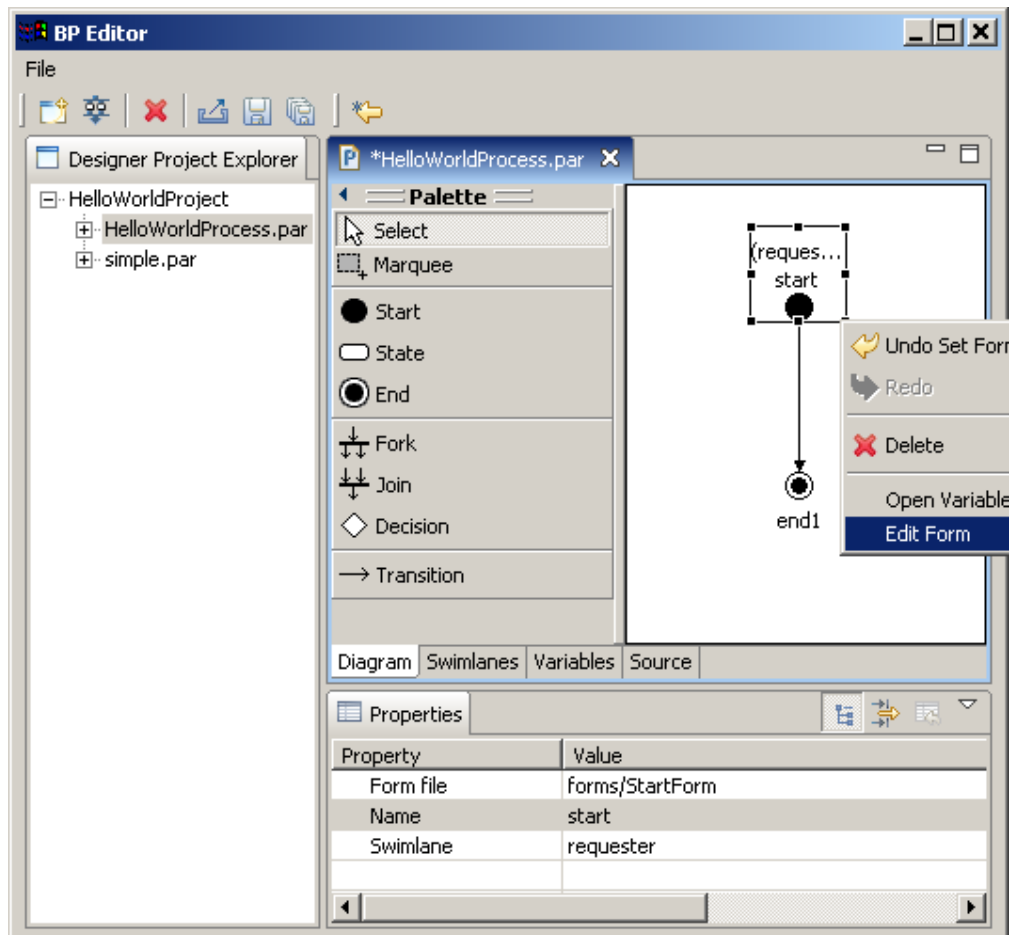 BP Editor
File
Designer Project Explorer
HelloWorldProject
HelloWorldProcess.par
simple.par
*HelloWorldProcess.par
Palette
Select
Marquee
Start
State
End
Fork
Join
Decision
Transition
(reques...
start
end1
Undo Set For
Redo
Delete
Open Variable
Edit Form
Diagram Swimlanes Variables Source
Properties
Property Value
Form file forms/StartForm
Name start
Swimlane requester